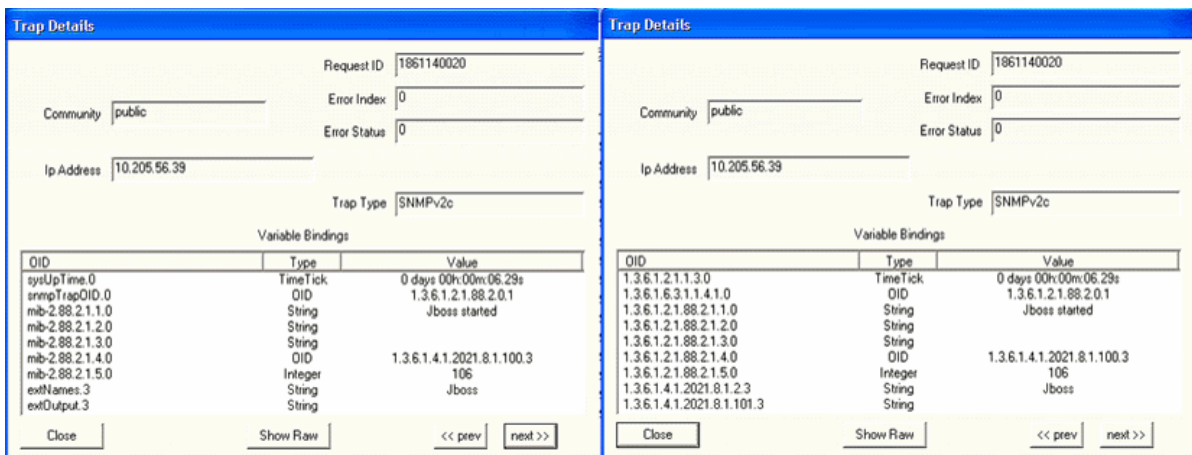 Trap Details
Request ID 1861140020
Community public
Error Index 0
Error Status 0
Ip Address 10.205.56.39
Trap Type SNMPv2c
Variable Bindings
OID Type Value
sysUpTime.0 TimeTick 0 days 00h:00m:06.29s
snmpTrapOID.0 OID 1.3.6.1.2.1.88.2.0.1
mib-2.88.2.1.1.0 String Jboss started
mib-2.88.2.1.2.0 String
mib-2.88.2.1.3.0 String
mib-2.88.2.1.4.0 OID 1.3.6.1.4.1.2021.8.1.100.3
mib-2.88.2.1.5.0 Integer 106
extNames.3 String Jboss
extOutput.3 String
Close Show Raw << prev next >>
Trap Details
Request ID 1861140020
Community public
Error Index 0
Error Status 0
Ip Address 10.205.56.39
Trap Type SNMPv2c
Variable Bindings
OID Type Value
1.3.6.1.2.1.1.3.0 TimeTick 0 days 00h:00m:06.29s
1.3.6.1.6.3.1.1.4.1.0 OID 1.3.6.1.2.1.88.2.0.1
1.3.6.1.2.1.88.2.1.1.0 String Jboss started
1.3.6.1.2.1.88.2.1.2.0 String
1.3.6.1.2.1.88.2.1.3.0 String
1.3.6.1.2.1.88.2.1.4.0 OID 1.3.6.1.4.1.2021.8.1.100.3
1.3.6.1.2.1.88.2.1.5.0 Integer 106
1.3.6.1.4.1.2021.8.1.2.3 String Jboss
1.3.6.1.4.1.2021.8.1.101.3 String
Close Show Raw << prev next >>